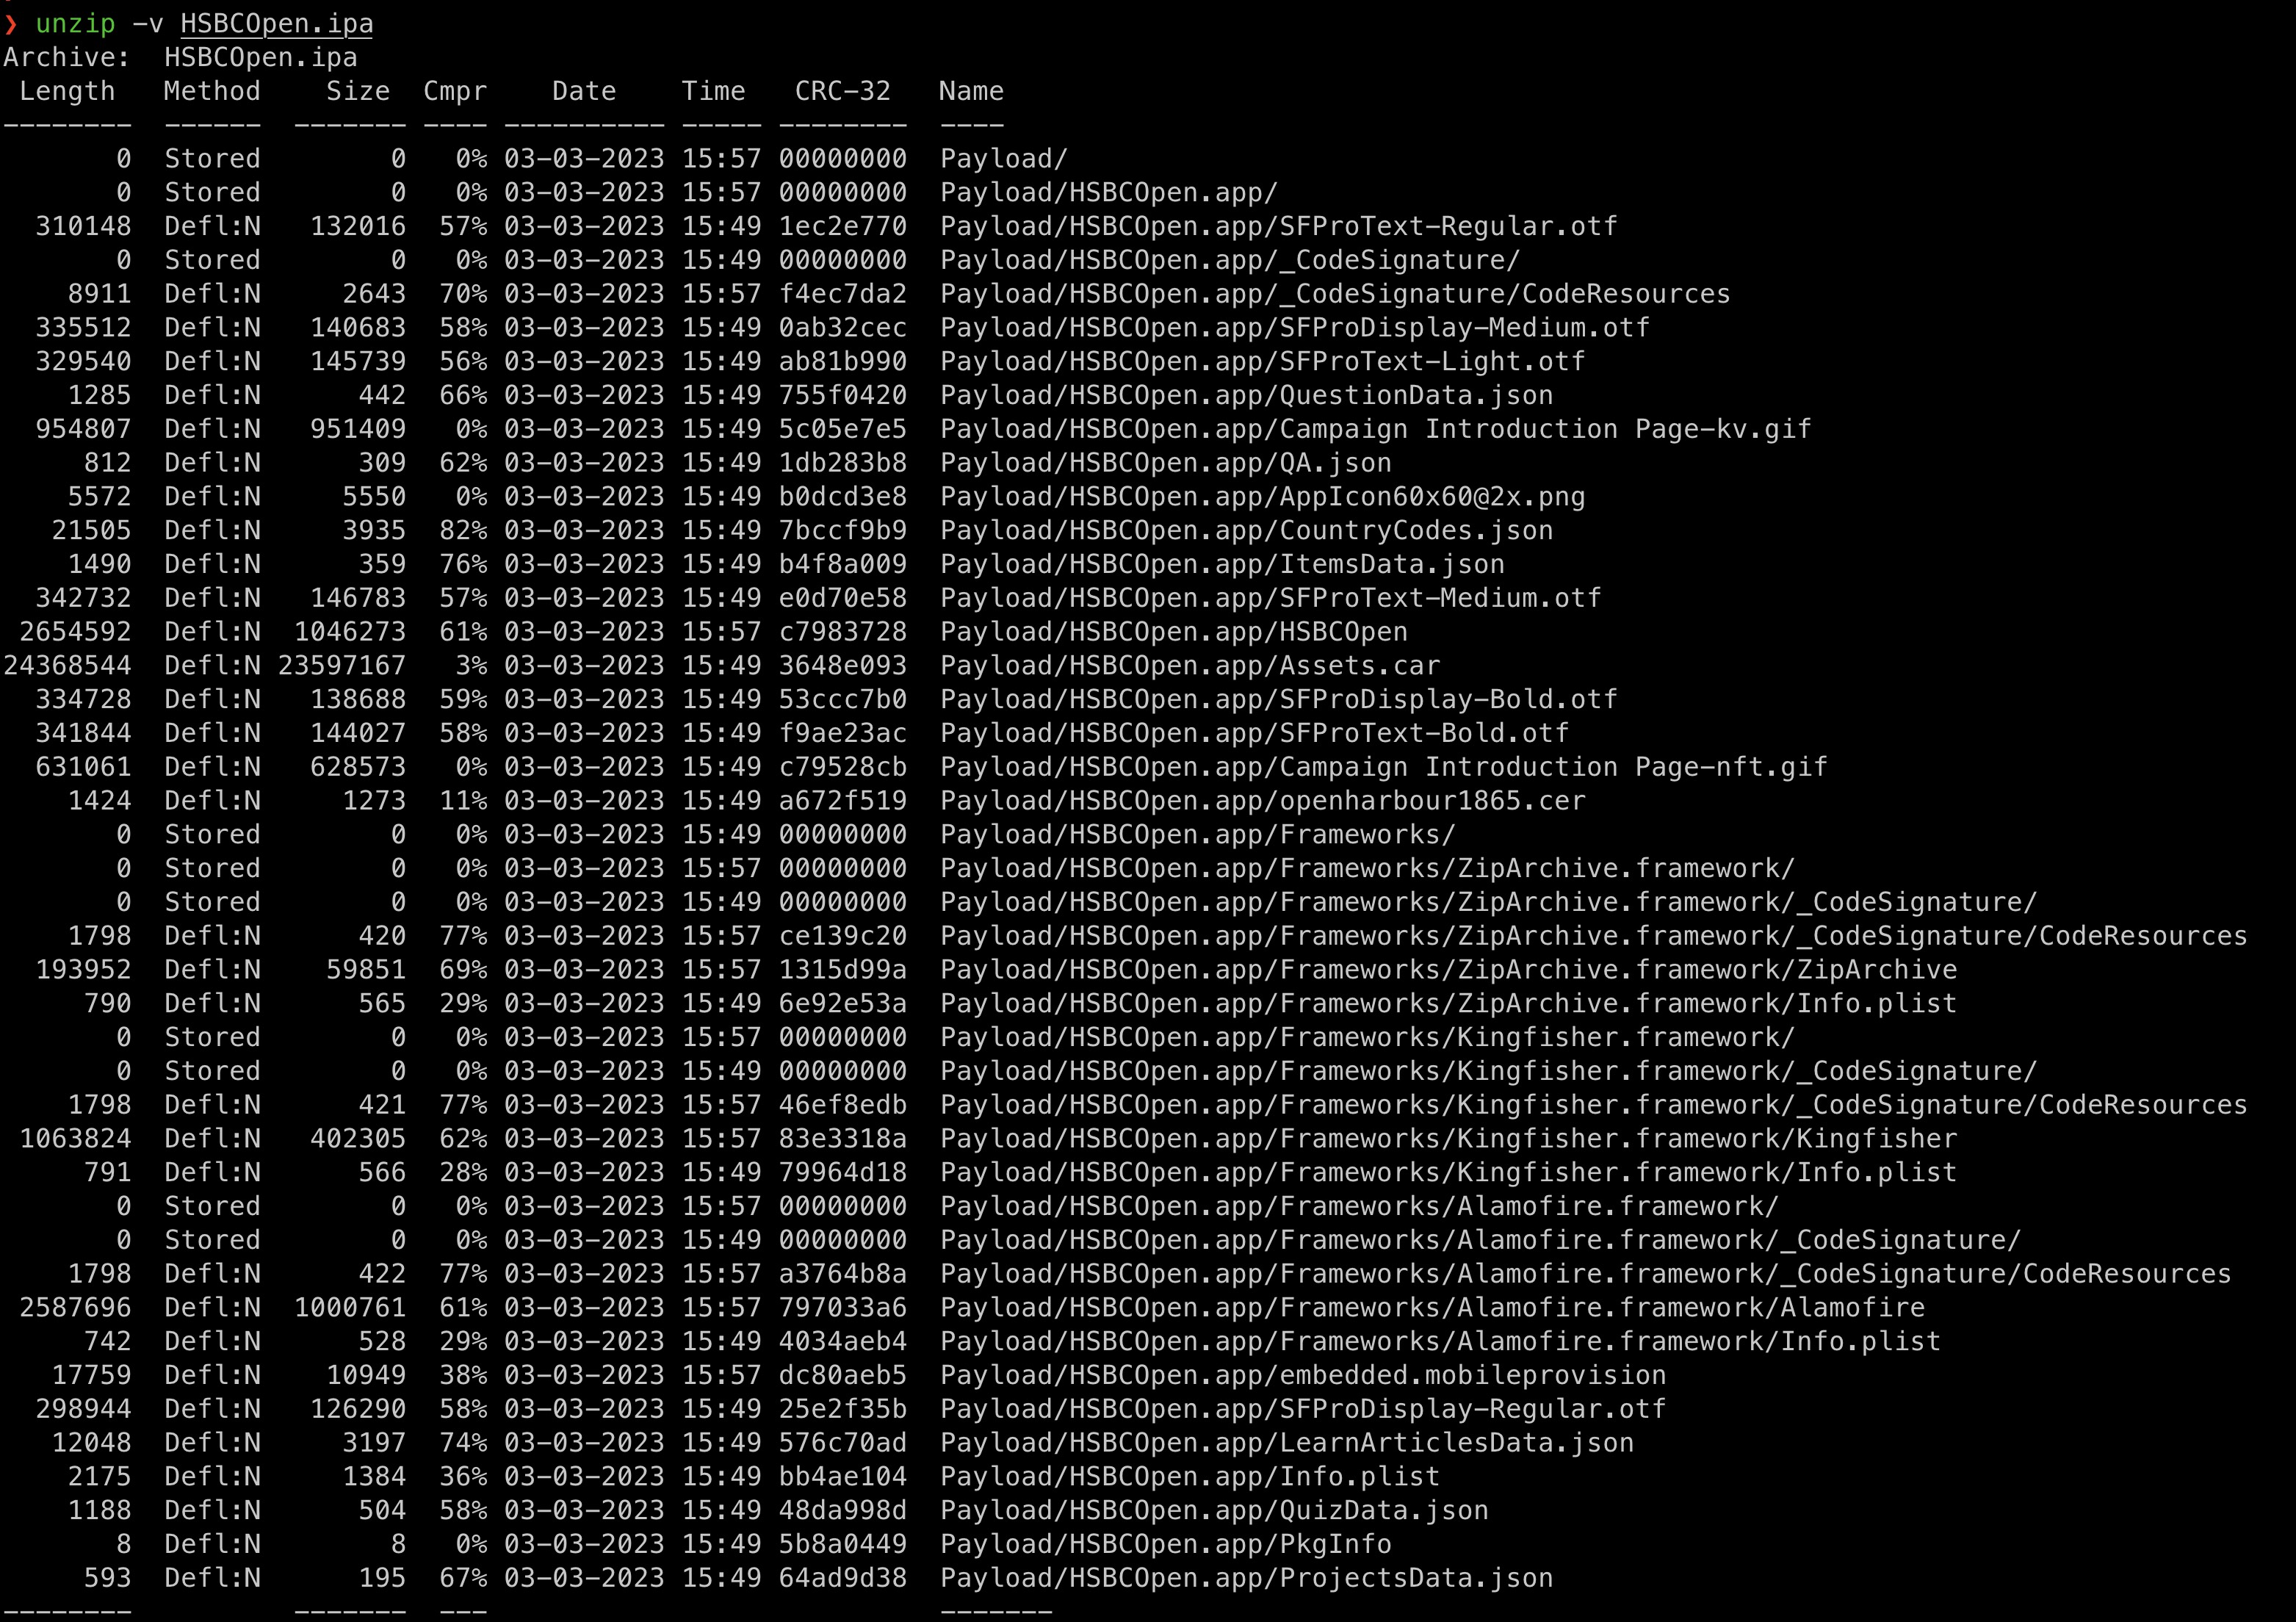 ❯ unzip -v HSBCOpen.ipa
Archive:  HSBCOpen.ipa
 Length   Method    Size  Cmpr    Date    Time   CRC-32   Name
--------  ------  ------- ---- ---------- ----- --------  ----
       0  Stored        0   0% 03-03-2023 15:57 00000000  Payload/
       0  Stored        0   0% 03-03-2023 15:57 00000000  Payload/HSBCOpen.app/
  310148  Defl:N   132016  57% 03-03-2023 15:49 1ec2e770  Payload/HSBCOpen.app/SFProText-Regular.otf
       0  Stored        0   0% 03-03-2023 15:49 00000000  Payload/HSBCOpen.app/_CodeSignature/
    8911  Defl:N     2643  70% 03-03-2023 15:57 f4ec7da2  Payload/HSBCOpen.app/_CodeSignature/CodeResources
  335512  Defl:N   140683  58% 03-03-2023 15:49 0ab32cec  Payload/HSBCOpen.app/SFProDisplay-Medium.otf
  329540  Defl:N   145739  56% 03-03-2023 15:49 ab81b990  Payload/HSBCOpen.app/SFProText-Light.otf
    1285  Defl:N      442  66% 03-03-2023 15:49 755f0420  Payload/HSBCOpen.app/QuestionData.json
  954807  Defl:N   951409   0% 03-03-2023 15:49 5c05e7e5  Payload/HSBCOpen.app/Campaign Introduction Page-kv.gif
     812  Defl:N      309  62% 03-03-2023 15:49 1db283b8  Payload/HSBCOpen.app/QA.json
    5572  Defl:N     5550   0% 03-03-2023 15:49 b0dcd3e8  Payload/HSBCOpen.app/AppIcon60x60@2x.png
   21505  Defl:N     3935  82% 03-03-2023 15:49 7bccf9b9  Payload/HSBCOpen.app/CountryCodes.json
    1490  Defl:N      359  76% 03-03-2023 15:49 b4f8a009  Payload/HSBCOpen.app/ItemsData.json
  342732  Defl:N   146783  57% 03-03-2023 15:49 e0d70e58  Payload/HSBCOpen.app/SFProText-Medium.otf
 2654592  Defl:N  1046273  61% 03-03-2023 15:57 c7983728  Payload/HSBCOpen.app/HSBCOpen
24368544  Defl:N 23597167   3% 03-03-2023 15:49 3648e093  Payload/HSBCOpen.app/Assets.car
  334728  Defl:N   138688  59% 03-03-2023 15:49 53ccc7b0  Payload/HSBCOpen.app/SFProDisplay-Bold.otf
  341844  Defl:N   144027  58% 03-03-2023 15:49 f9ae23ac  Payload/HSBCOpen.app/SFProText-Bold.otf
  631061  Defl:N   628573   0% 03-03-2023 15:49 c79528cb  Payload/HSBCOpen.app/Campaign Introduction Page-nft.gif
    1424  Defl:N     1273  11% 03-03-2023 15:49 a672f519  Payload/HSBCOpen.app/openharbour1865.cer
       0  Stored        0   0% 03-03-2023 15:49 00000000  Payload/HSBCOpen.app/Frameworks/
       0  Stored        0   0% 03-03-2023 15:57 00000000  Payload/HSBCOpen.app/Frameworks/ZipArchive.framework/
       0  Stored        0   0% 03-03-2023 15:49 00000000  Payload/HSBCOpen.app/Frameworks/ZipArchive.framework/_CodeSignature/
    1798  Defl:N      420  77% 03-03-2023 15:57 ce139c20  Payload/HSBCOpen.app/Frameworks/ZipArchive.framework/_CodeSignature/CodeResources
  193952  Defl:N    59851  69% 03-03-2023 15:57 1315d99a  Payload/HSBCOpen.app/Frameworks/ZipArchive.framework/ZipArchive
     790  Defl:N      565  29% 03-03-2023 15:49 6e92e53a  Payload/HSBCOpen.app/Frameworks/ZipArchive.framework/Info.plist
       0  Stored        0   0% 03-03-2023 15:57 00000000  Payload/HSBCOpen.app/Frameworks/Kingfisher.framework/
       0  Stored        0   0% 03-03-2023 15:49 00000000  Payload/HSBCOpen.app/Frameworks/Kingfisher.framework/_CodeSignature/
    1798  Defl:N      421  77% 03-03-2023 15:57 46ef8edb  Payload/HSBCOpen.app/Frameworks/Kingfisher.framework/_CodeSignature/CodeResources
 1063824  Defl:N   402305  62% 03-03-2023 15:57 83e3318a  Payload/HSBCOpen.app/Frameworks/Kingfisher.framework/Kingfisher
     791  Defl:N      566  28% 03-03-2023 15:49 79964d18  Payload/HSBCOpen.app/Frameworks/Kingfisher.framework/Info.plist
       0  Stored        0   0% 03-03-2023 15:57 00000000  Payload/HSBCOpen.app/Frameworks/Alamofire.framework/
       0  Stored        0   0% 03-03-2023 15:49 00000000  Payload/HSBCOpen.app/Frameworks/Alamofire.framework/_CodeSignature/
    1798  Defl:N      422  77% 03-03-2023 15:57 a3764b8a  Payload/HSBCOpen.app/Frameworks/Alamofire.framework/_CodeSignature/CodeResources
 2587696  Defl:N  1000761  61% 03-03-2023 15:57 797033a6  Payload/HSBCOpen.app/Frameworks/Alamofire.framework/Alamofire
     742  Defl:N      528  29% 03-03-2023 15:49 4034aeb4  Payload/HSBCOpen.app/Frameworks/Alamofire.framework/Info.plist
   17759  Defl:N    10949  38% 03-03-2023 15:57 dc80aeb5  Payload/HSBCOpen.app/embedded.mobileprovision
  298944  Defl:N   126290  58% 03-03-2023 15:49 25e2f35b  Payload/HSBCOpen.app/SFProDisplay-Regular.otf
   12048  Defl:N     3197  74% 03-03-2023 15:49 576c70ad  Payload/HSBCOpen.app/LearnArticlesData.json
    2175  Defl:N     1384  36% 03-03-2023 15:49 bb4ae104  Payload/HSBCOpen.app/Info.plist
    1188  Defl:N      504  58% 03-03-2023 15:49 48da998d  Payload/HSBCOpen.app/QuizData.json
       8  Defl:N        8   0% 03-03-2023 15:49 5b8a0449  Payload/HSBCOpen.app/PkgInfo
     593  Defl:N      195  67% 03-03-2023 15:49 64ad9d38  Payload/HSBCOpen.app/ProjectsData.json
--------          -------  ---                            -------